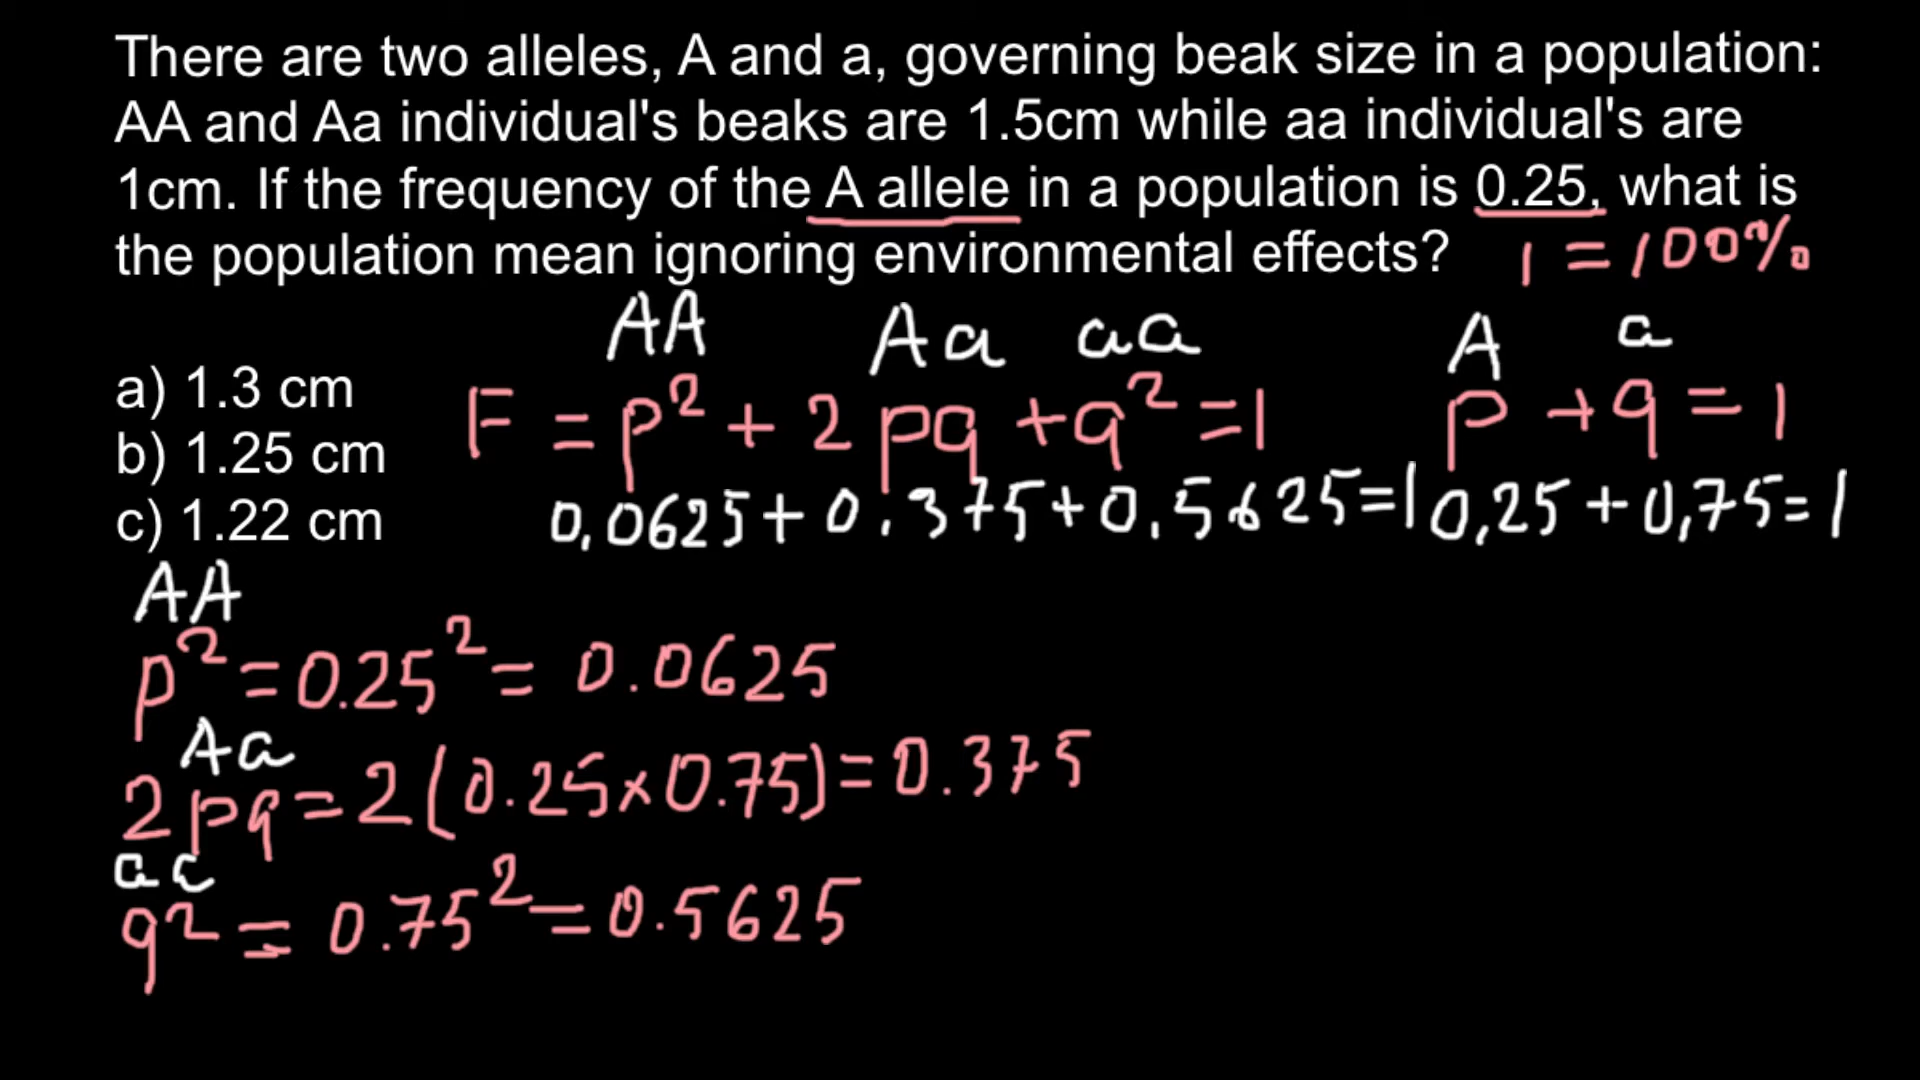 There are two alleles, A and a, governing beak size in a population:
AA and Aa individual's beaks are 1.5cm while aa individual's are
1cm. If the frequency of the A allele in a population is 0.25, what is
the population mean ignoring environmental effects?
1 = 100%
a) 1.3 cm
b) 1.25 cm
c) 1.22 cm
AA Aa aa
F = p² + 2pq + q² = 1
0,0625 + 0.375 + 0.5625 = 1
A a
p + q = 1
0,25 + 0,75 = 1
AA
p² = 0.25² = 0.0625
Aa
2pq = 2(0.25×0.75) = 0.375
aa
q² = 0.75² = 0.5625